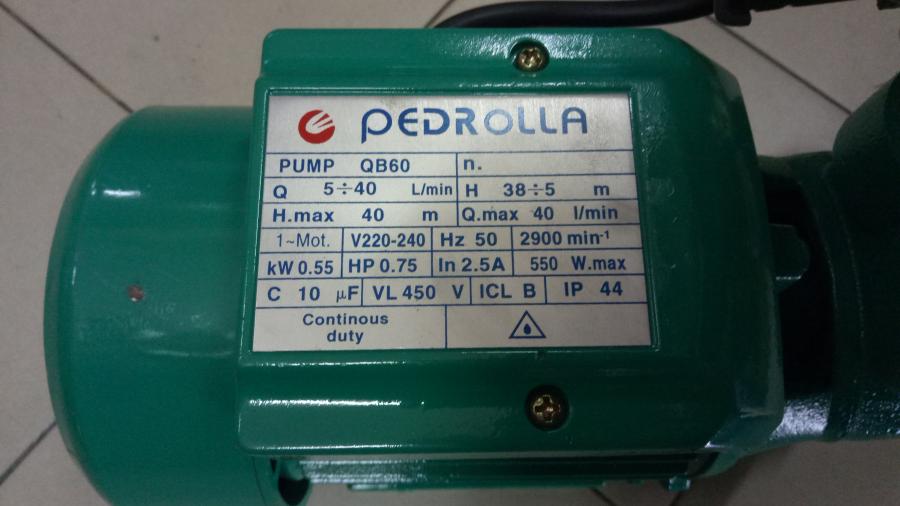 PEDROLLA
PUMP QB60 n.
Q 5÷40 L/min H 38÷5 m
H.max 40 m Q.max 40 l/min
1~Mot. V220-240 Hz 50 2900 min⁻¹
kW 0.55 HP 0.75 In 2.5A 550 W.max
C 10 µF VL 450 V ICL B IP 44
Continous
duty